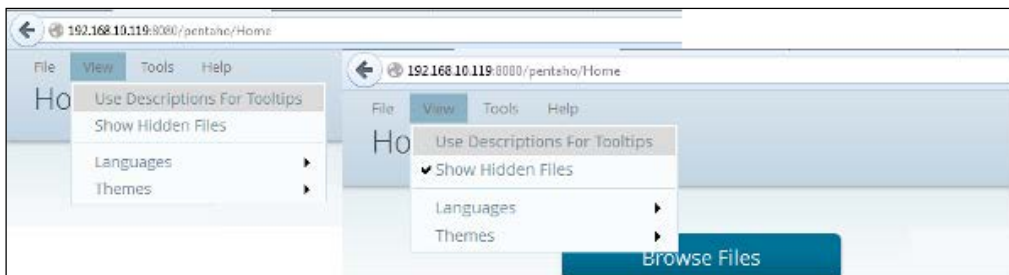 192.168.10.119:8080/pentaho/Home
File View Tools Help
Ho
Use Descriptions For Tooltips
Show Hidden Files
Languages
Themes
192.168.10.119:8080/pentaho/Home
File View Tools Help
Ho
Use Descriptions For Tooltips
Show Hidden Files
Languages
Themes
Browse Files